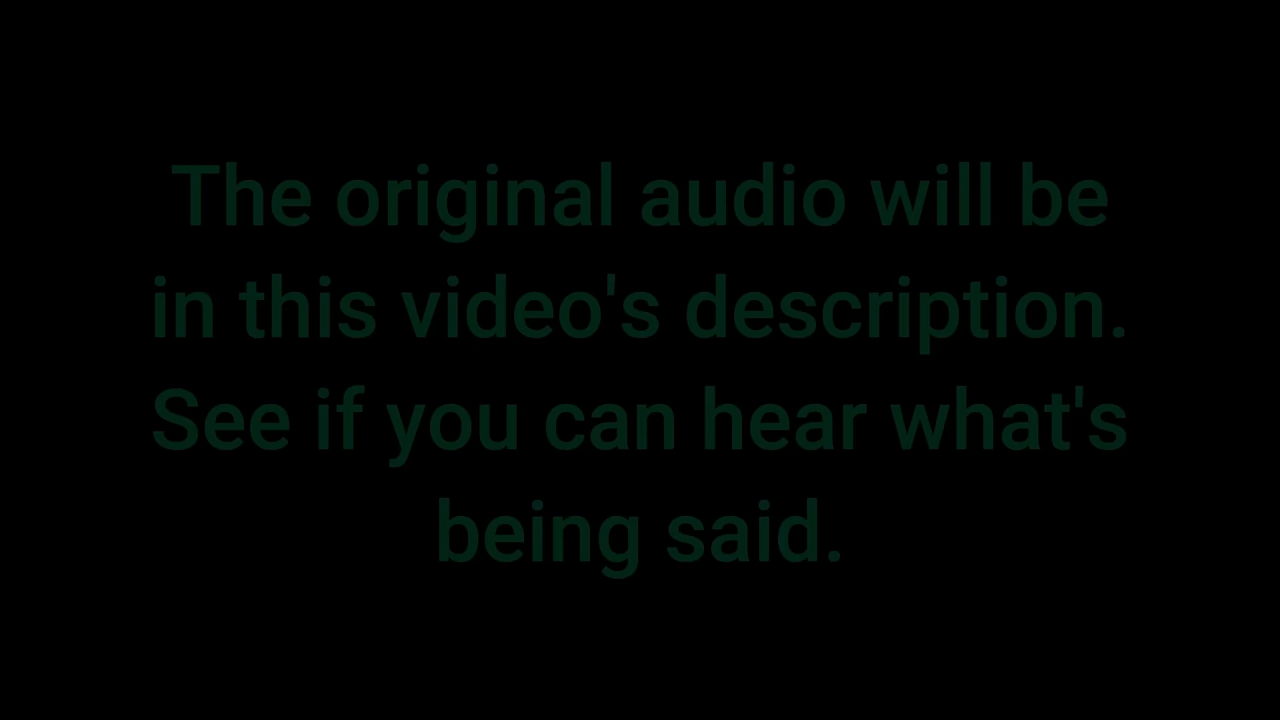 The original audio will be
in this video's description.
See if you can hear what's
being said.